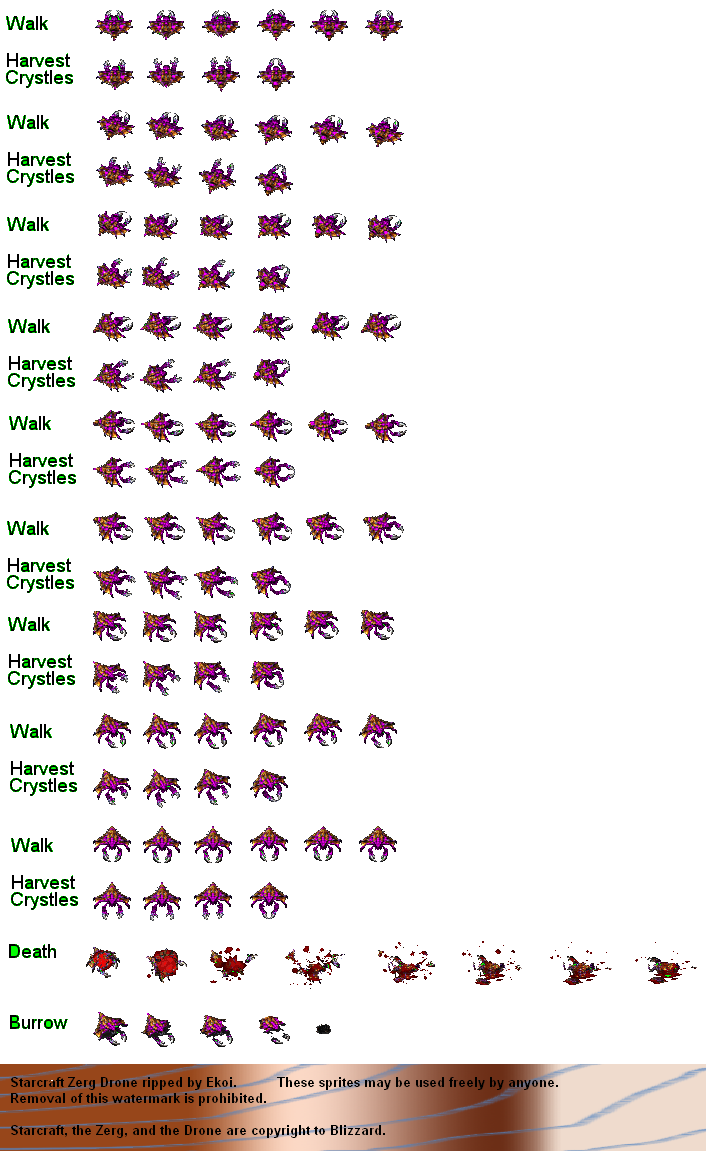 Walk
Harvest
Crystles
Walk
Harvest
Crystles
Walk
Harvest
Crystles
Walk
Harvest
Crystles
Walk
Harvest
Crystles
Walk
Harvest
Crystles
Walk
Harvest
Crystles
Walk
Harvest
Crystles
Walk
Harvest
Crystles
Death
Burrow
Starcraft Zerg Drone ripped by Ekoi. These sprites may be used freely by anyone.
Removal of this watermark is prohibited.
Starcraft, the Zerg, and the Drone are copyright to Blizzard.